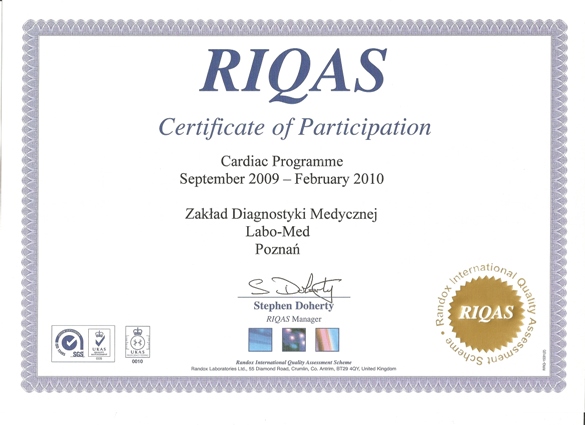 RIQAS
Certificate of Participation
Cardiac Programme
September 2009 – February 2010
Zakład Diagnostyki Medycznej
Labo-Med
Poznań
S Doherty
Stephen Doherty
RIQAS Manager
Randox International Quality Assessment Scheme
Randox Laboratories Ltd., 55 Diamond Road, Crumlin, Co. Antrim, BT29 4QY, United Kingdom
SGS
UKAS
UKAS
0010
Randox International Quality Assessment Scheme
RIQAS